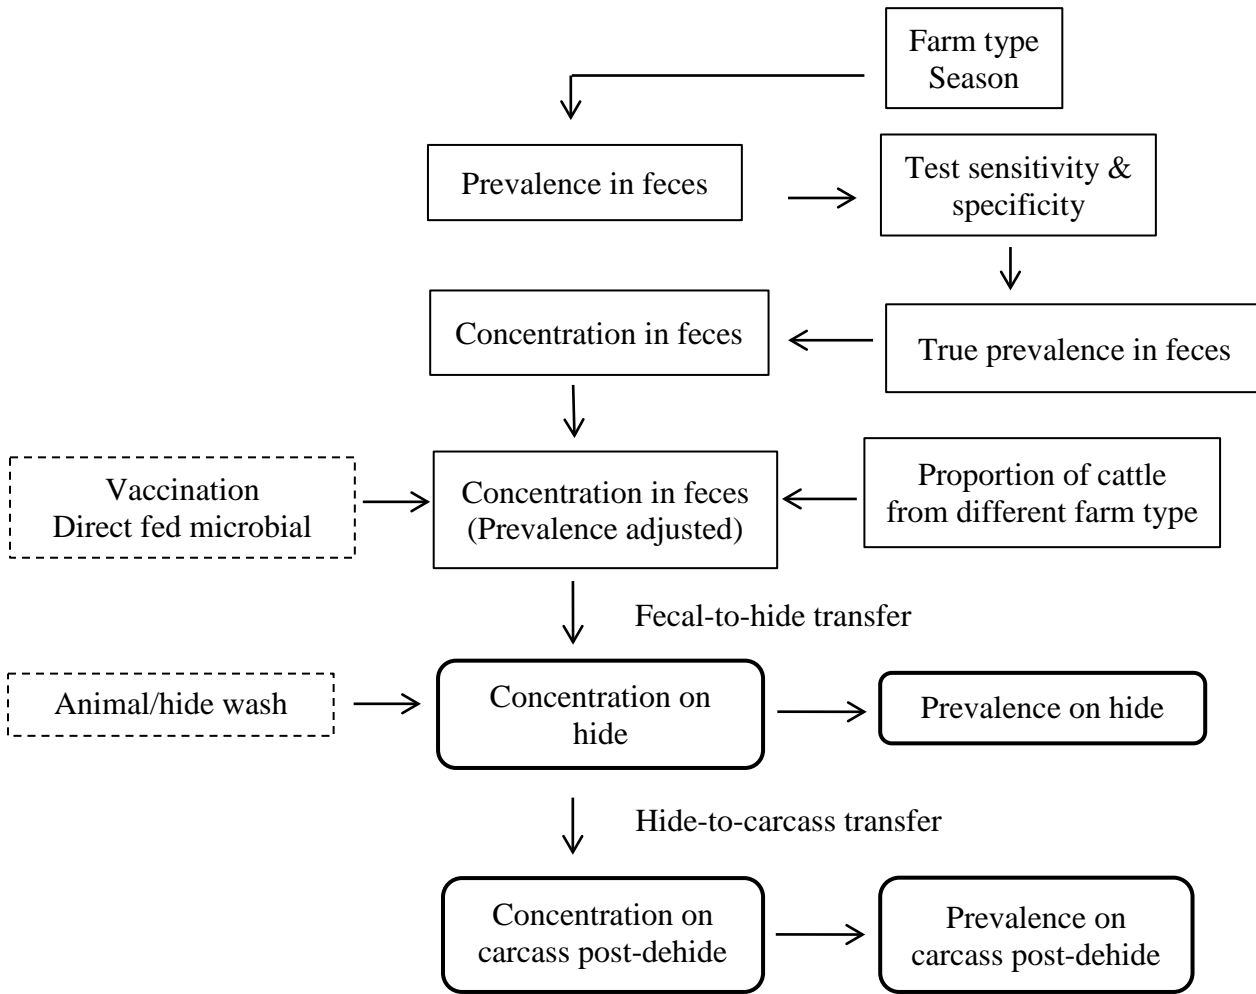 Farm type
Season
Prevalence in feces
Test sensitivity &
specificity
Concentration in feces
True prevalence in feces
Vaccination
Direct fed microbial
Concentration in feces
(Prevalence adjusted)
Proportion of cattle
from different farm type
Fecal-to-hide transfer
Animal/hide wash
Concentration on
hide
Prevalence on hide
Hide-to-carcass transfer
Concentration on
carcass post-dehide
Prevalence on
carcass post-dehide